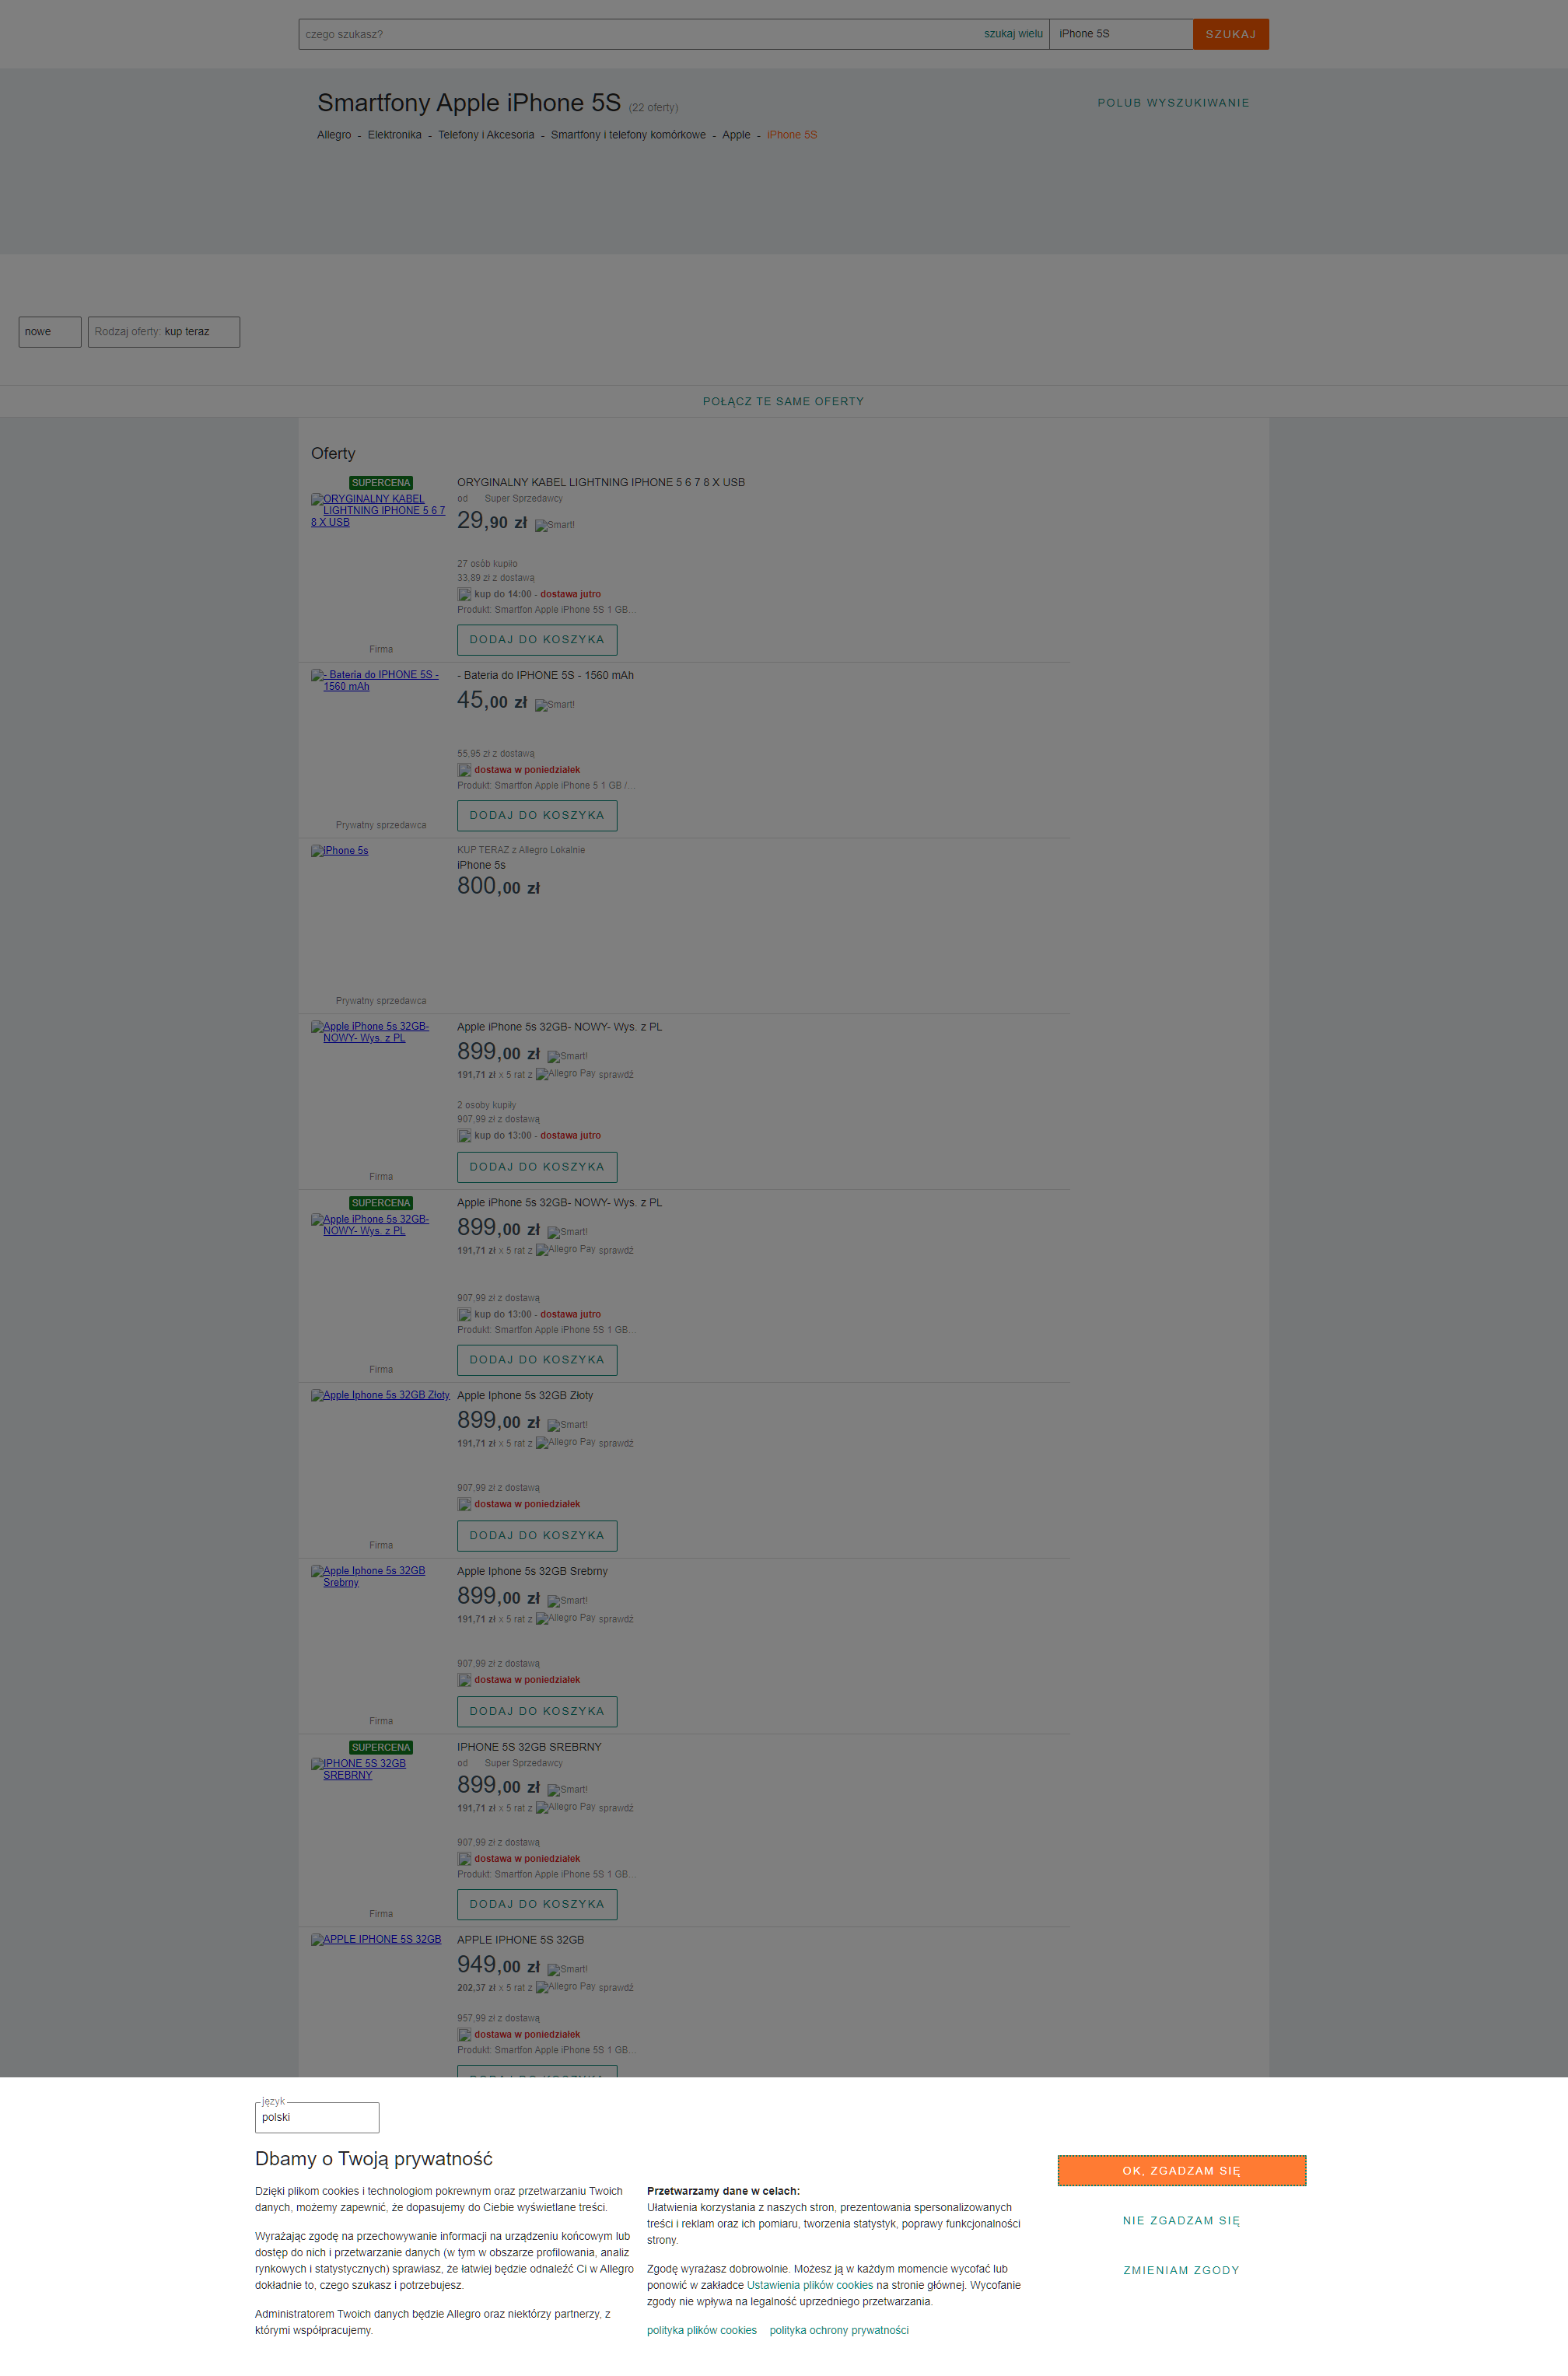 czego szukasz? szukaj wielu iPhone 5S SZUKAJ
Smartfony Apple iPhone 5S (22 oferty) POLUB WYSZUKIWANIE
Allegro - Elektronika - Telefony i Akcesoria - Smartfony i telefony komórkowe - Apple - iPhone 5S
nowe Rodzaj oferty: kup teraz
POŁĄCZ TE SAME OFERTY
Oferty
SUPERCENA
ORYGINALNY KABEL
LIGHTNING IPHONE 5 6 7
8 X USB
Firma
ORYGINALNY KABEL LIGHTNING IPHONE 5 6 7 8 X USB
od Super Sprzedawcy
29,90 zł Smart!
27 osób kupiło
33,89 zł z dostawą
kup do 14:00 - dostawa jutro
Produkt: Smartfon Apple iPhone 5S 1 GB...
DODAJ DO KOSZYKA
- Bateria do IPHONE 5S -
1560 mAh
Prywatny sprzedawca
- Bateria do IPHONE 5S - 1560 mAh
45,00 zł Smart!
55,95 zł z dostawą
dostawa w poniedziałek
Produkt: Smartfon Apple iPhone 5 1 GB /...
DODAJ DO KOSZYKA
iPhone 5s
Prywatny sprzedawca
KUP TERAZ z Allegro Lokalnie
iPhone 5s
800,00 zł
Apple iPhone 5s 32GB-
NOWY- Wys. z PL
Firma
Apple iPhone 5s 32GB- NOWY- Wys. z PL
899,00 zł Smart!
191,71 zł x 5 rat z Allegro Pay sprawdź
2 osoby kupiły
907,99 zł z dostawą
kup do 13:00 - dostawa jutro
DODAJ DO KOSZYKA
SUPERCENA
Apple iPhone 5s 32GB-
NOWY- Wys. z PL
Firma
Apple iPhone 5s 32GB- NOWY- Wys. z PL
899,00 zł Smart!
191,71 zł x 5 rat z Allegro Pay sprawdź
907,99 zł z dostawą
kup do 13:00 - dostawa jutro
Produkt: Smartfon Apple iPhone 5S 1 GB...
DODAJ DO KOSZYKA
Apple Iphone 5s 32GB Złoty
Firma
Apple Iphone 5s 32GB Złoty
899,00 zł Smart!
191,71 zł x 5 rat z Allegro Pay sprawdź
907,99 zł z dostawą
dostawa w poniedziałek
DODAJ DO KOSZYKA
Apple Iphone 5s 32GB
Srebrny
Firma
Apple Iphone 5s 32GB Srebrny
899,00 zł Smart!
191,71 zł x 5 rat z Allegro Pay sprawdź
907,99 zł z dostawą
dostawa w poniedziałek
DODAJ DO KOSZYKA
SUPERCENA
IPHONE 5S 32GB
SREBRNY
Firma
IPHONE 5S 32GB SREBRNY
od Super Sprzedawcy
899,00 zł Smart!
191,71 zł x 5 rat z Allegro Pay sprawdź
907,99 zł z dostawą
dostawa w poniedziałek
Produkt: Smartfon Apple iPhone 5S 1 GB...
DODAJ DO KOSZYKA
APPLE IPHONE 5S 32GB
APPLE IPHONE 5S 32GB
949,00 zł Smart!
202,37 zł x 5 rat z Allegro Pay sprawdź
957,99 zł z dostawą
dostawa w poniedziałek
Produkt: Smartfon Apple iPhone 5S 1 GB...
język
polski
Dbamy o Twoją prywatność
Dzięki plikom cookies i technologiom pokrewnym oraz przetwarzaniu Twoich
danych, możemy zapewnić, że dopasujemy do Ciebie wyświetlane treści.
Wyrażając zgodę na przechowywanie informacji na urządzeniu końcowym lub
dostęp do nich i przetwarzanie danych (w tym w obszarze profilowania, analiz
rynkowych i statystycznych) sprawiasz, że łatwiej będzie odnaleźć Ci w Allegro
dokładnie to, czego szukasz i potrzebujesz.
Administratorem Twoich danych będzie Allegro oraz niektórzy partnerzy, z
którymi współpracujemy.
Przetwarzamy dane w celach:
Ułatwienia korzystania z naszych stron, prezentowania spersonalizowanych
treści i reklam oraz ich pomiaru, tworzenia statystyk, poprawy funkcjonalności
strony.
Zgodę wyrażasz dobrowolnie. Możesz ją w każdym momencie wycofać lub
ponowić w zakładce Ustawienia plików cookies na stronie głównej. Wycofanie
zgody nie wpływa na legalność uprzedniego przetwarzania.
polityka plików cookies polityka ochrony prywatności
OK, ZGADZAM SIĘ
NIE ZGADZAM SIĘ
ZMIENIAM ZGODY